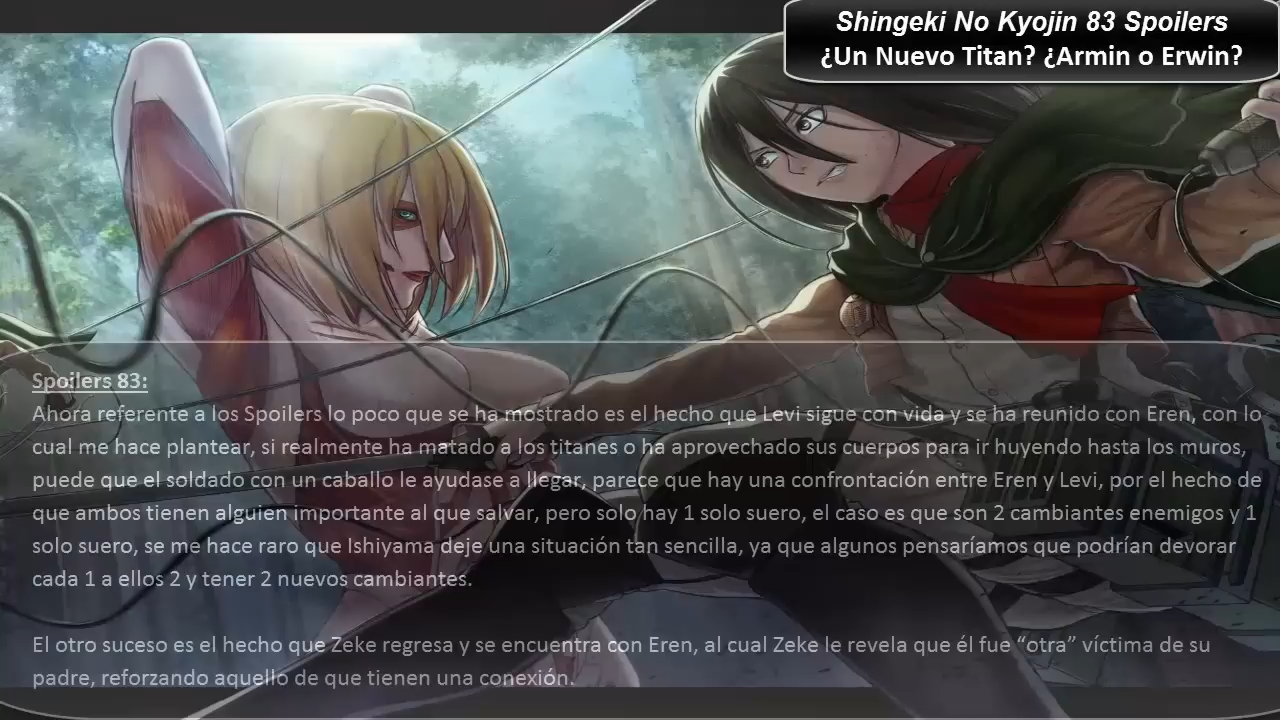 Shingeki No Kyojin 83 Spoilers
¿Un Nuevo Titan? ¿Armin o Erwin?
Spoilers 83:
Ahora referente a los Spoilers lo poco que se ha mostrado es el hecho que Levi sigue con vida y se ha reunido con Eren, con lo
cual me hace plantear, si realmente ha matado a los titanes o ha aprovechado sus cuerpos para ir huyendo hasta los muros,
puede que el soldado con un caballo le ayudase a llegar, parece que hay una confrontación entre Eren y Levi, por el hecho de
que ambos tienen alguien importante al que salvar, pero solo hay 1 solo suero, el caso es que son 2 cambiantes enemigos y 1
solo suero, se me hace raro que Ishiyama deje una situación tan sencilla, ya que algunos pensaríamos que podrían devorar
cada 1 a ellos 2 y tener 2 nuevos cambiantes.
El otro suceso es el hecho que Zeke regresa y se encuentra con Eren, al cual Zeke le revela que él fue “otra” víctima de su
padre, reforzando aquello de que tienen una conexión.